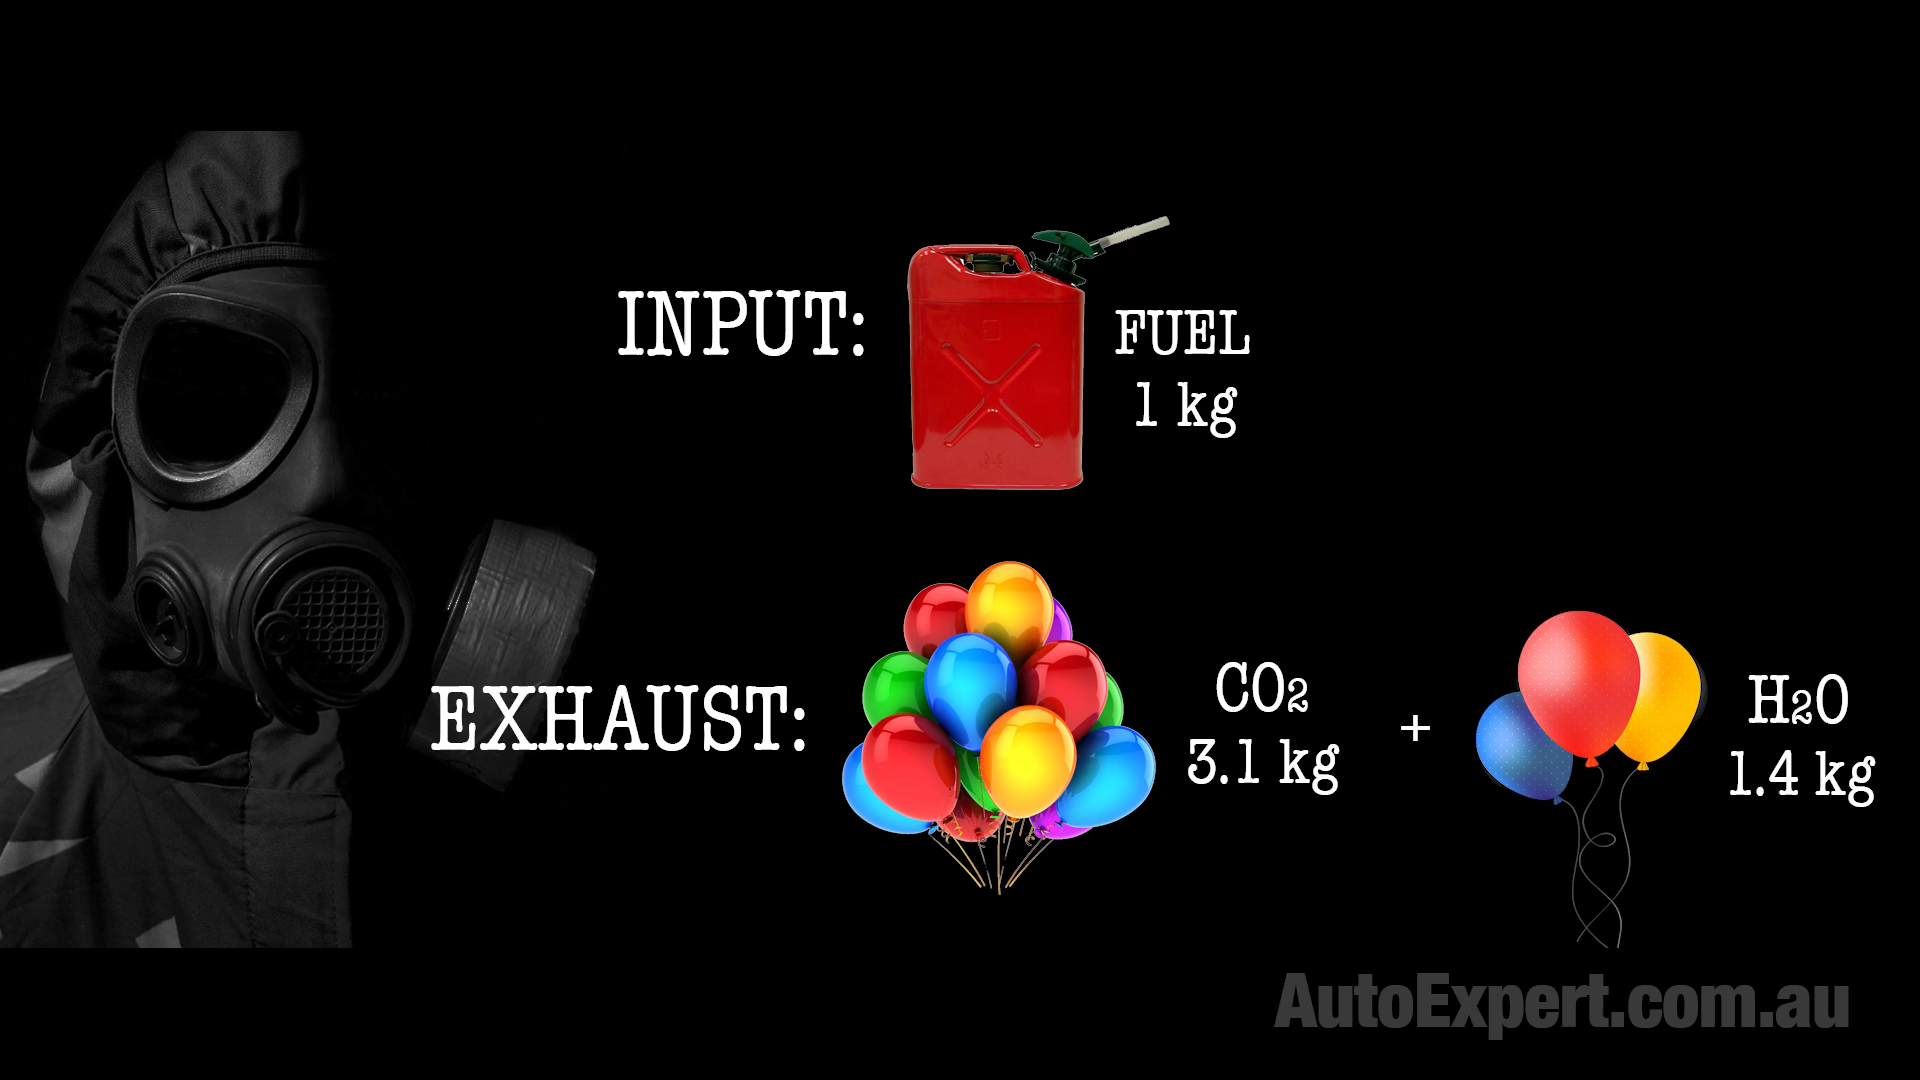 INPUT:
FUEL
1 kg
EXHAUST:
CO2
3.1 kg
+
H2O
1.4 kg
AutoExpert.com.au